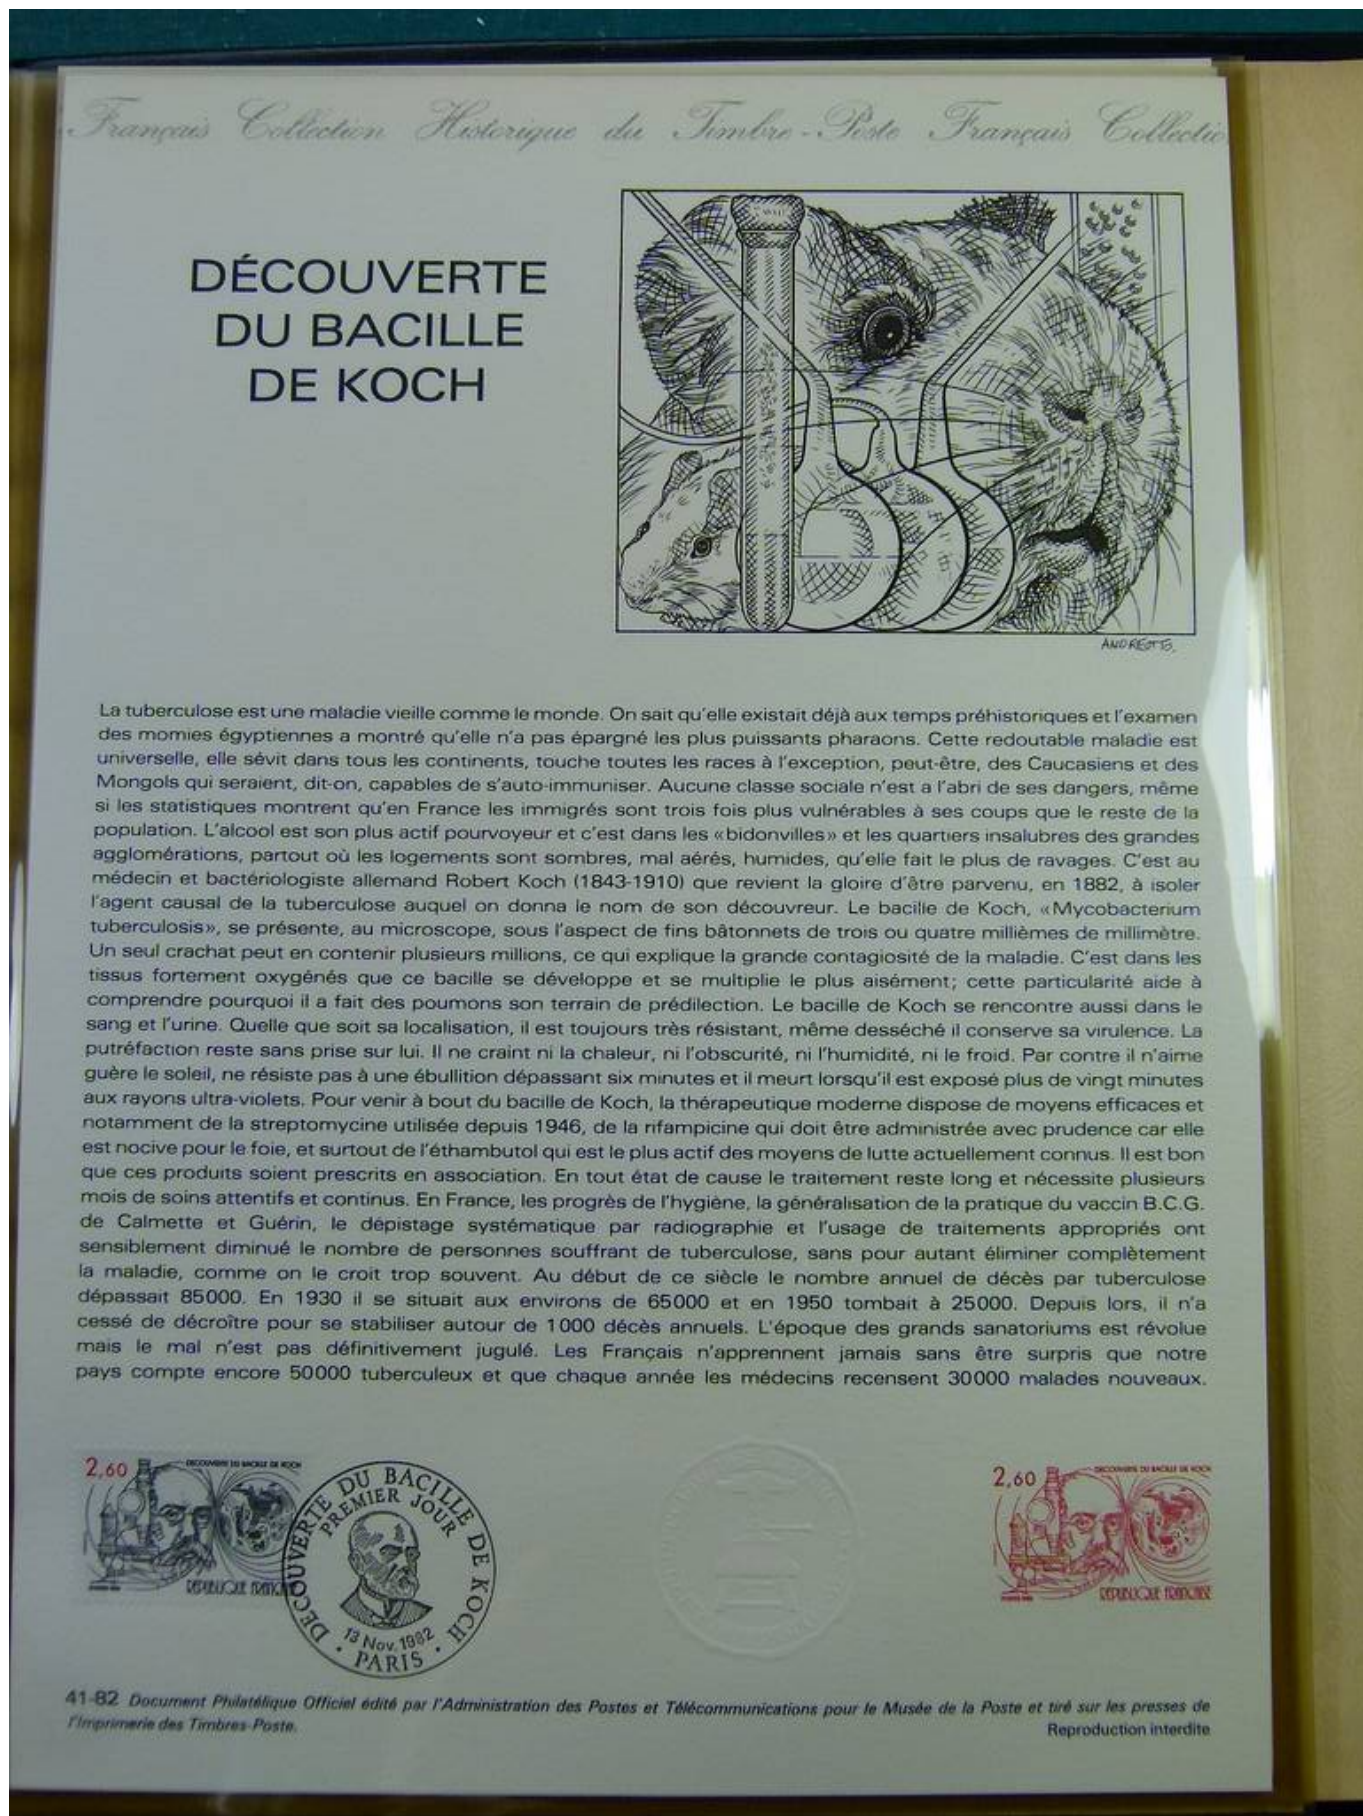 Français Collection Historique du Timbre-Poste Français Collectio
DÉCOUVERTE
DU BACILLE
DE KOCH
ANDREOTTO.
La tuberculose est une maladie vieille comme le monde. On sait qu'elle existait déjà aux temps préhistoriques et l'examen
des momies égyptiennes a montré qu'elle n'a pas épargné les plus puissants pharaons. Cette redoutable maladie est
universelle, elle sévit dans tous les continents, touche toutes les races à l'exception, peut-être, des Caucasiens et des
Mongols qui seraient, dit-on, capables de s'auto-immuniser. Aucune classe sociale n'est a l'abri de ses dangers, même
si les statistiques montrent qu'en France les immigrés sont trois fois plus vulnérables à ses coups que le reste de la
population. L'alcool est son plus actif pourvoyeur et c'est dans les «bidonvilles» et les quartiers insalubres des grandes
agglomérations, partout où les logements sont sombres, mal aérés, humides, qu'elle fait le plus de ravages. C'est au
médecin et bactériologiste allemand Robert Koch (1843-1910) que revient la gloire d'être parvenu, en 1882, à isoler
l'agent causal de la tuberculose auquel on donna le nom de son découvreur. Le bacille de Koch, «Mycobacterium
tuberculosis», se présente, au microscope, sous l'aspect de fins bâtonnets de trois ou quatre millièmes de millimètre.
Un seul crachat peut en contenir plusieurs millions, ce qui explique la grande contagiosité de la maladie. C'est dans les
tissus fortement oxygénés que ce bacille se développe et se multiplie le plus aisément; cette particularité aide à
comprendre pourquoi il a fait des poumons son terrain de prédilection. Le bacille de Koch se rencontre aussi dans le
sang et l'urine. Quelle que soit sa localisation, il est toujours très résistant, même desséché il conserve sa virulence. La
putréfaction reste sans prise sur lui. Il ne craint ni la chaleur, ni l'obscurité, ni l'humidité, ni le froid. Par contre il n'aime
guère le soleil, ne résiste pas à une ébullition dépassant six minutes et il meurt lorsqu'il est exposé plus de vingt minutes
aux rayons ultra-violets. Pour venir à bout du bacille de Koch, la thérapeutique moderne dispose de moyens efficaces et
notamment de la streptomycine utilisée depuis 1946, de la rifampicine qui doit être administrée avec prudence car elle
est nocive pour le foie, et surtout de l'éthambutol qui est le plus actif des moyens de lutte actuellement connus. Il est bon
que ces produits soient prescrits en association. En tout état de cause le traitement reste long et nécessite plusieurs
mois de soins attentifs et continus. En France, les progrès de l'hygiène, la généralisation de la pratique du vaccin B.C.G.
de Calmette et Guérin, le dépistage systématique par radiographie et l'usage de traitements appropriés ont
sensiblement diminué le nombre de personnes souffrant de tuberculose, sans pour autant éliminer complètement
la maladie, comme on le croit trop souvent. Au début de ce siècle le nombre annuel de décès par tuberculose
dépassait 85000. En 1930 il se situait aux environs de 65000 et en 1950 tombait à 25000. Depuis lors, il n'a
cessé de décroître pour se stabiliser autour de 1000 décès annuels. L'époque des grands sanatoriums est révolue
mais le mal n'est pas définitivement jugulé. Les Français n'apprennent jamais sans être surpris que notre
pays compte encore 50000 tuberculeux et que chaque année les médecins recensent 30000 malades nouveaux.
2,60
DECOUVERTE DU BACILLE DE KOCH
REPUBLIQUE FRANÇ
DECOUVERTE DU BACILLE DE KOCH
PREMIER JOUR
13 Nov. 1982
· PARIS ·
2,60
DECOUVERTE DU BACILLE DE KOCH
REPUBLIQUE FRANÇAISE
41-82 Document Philatélique Officiel édité par l'Administration des Postes et Télécommunications pour le Musée de la Poste et tiré sur les presses de
l'Imprimerie des Timbres-Poste.
Reproduction interdite